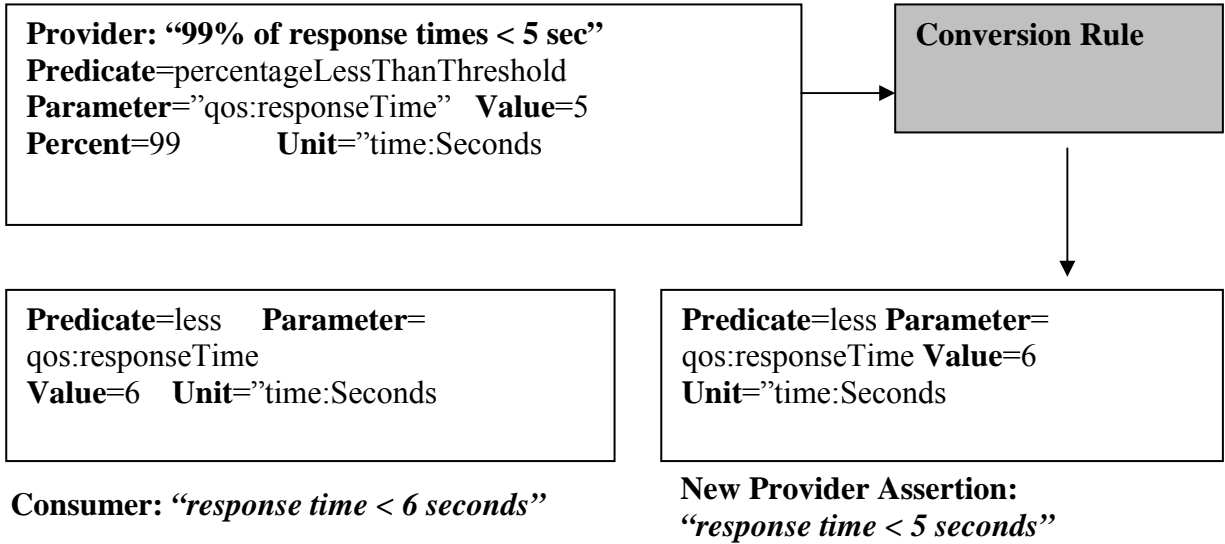 Provider: “99% of response times < 5 sec”
Predicate=percentageLessThanThreshold
Parameter=”qos:responseTime” Value=5
Percent=99 Unit=”time:Seconds
Conversion Rule
Predicate=less Parameter=
qos:responseTime
Value=6 Unit=”time:Seconds
Consumer: “response time < 6 seconds”
Predicate=less Parameter=
qos:responseTime Value=6
Unit=”time:Seconds
New Provider Assertion:
“response time < 5 seconds”